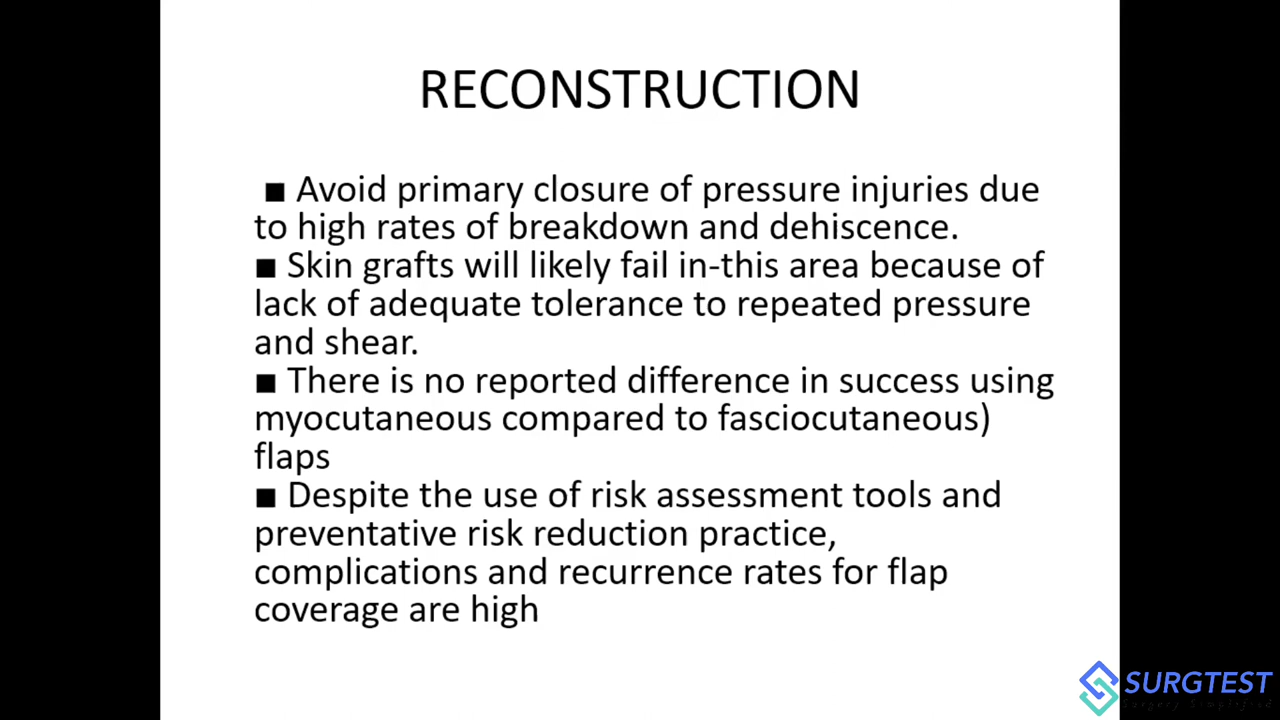 RECONSTRUCTION
■ Avoid primary closure of pressure injuries due
to high rates of breakdown and dehiscence.
■ Skin grafts will likely fail in-this area because of
lack of adequate tolerance to repeated pressure
and shear.
■ There is no reported difference in success using
myocutaneous compared to fasciocutaneous)
flaps
■ Despite the use of risk assessment tools and
preventative risk reduction practice,
complications and recurrence rates for flap
coverage are high
SURGTEST
Surgery Simplified